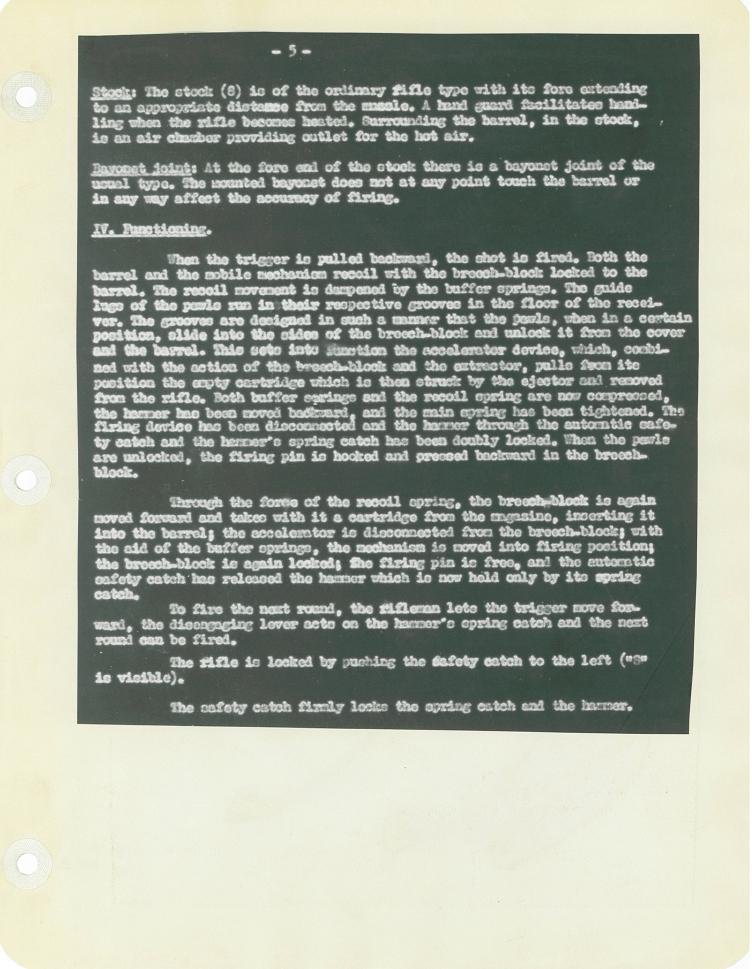 - 5 -
Stock: The stock (8) is of the ordinary rifle type with its fore extending
to an appropriate distance from the muzzle. A hand guard facilitates hand-
ling when the rifle becomes heated. Surrounding the barrel, in the stock,
is an air chamber providing outlet for the hot air.
Bayonet joint: At the fore end of the stock there is a bayonet joint of the
usual type. The mounted bayonet does not at any point touch the barrel or
in any way affect the accuracy of firing.
IV. Functioning.
When the trigger is pulled backward, the shot is fired. Both the
barrel and the mobile mechanism recoil with the breech-block locked to the
barrel. The recoil movement is dampened by the buffer springs. The guide
lugs of the pawls run in their respective grooves in the floor of the recei-
ver. The grooves are designed in such a manner that the pawls, when in a certain
position, slide into the sides of the breech-block and unlock it from the cover
and the barrel. This sets into function the accelerator device, which, combi-
ned with the action of the breech-block and the extractor, pulls from its
position the empty cartridge which is then struck by the ejector and removed
from the rifle. Both buffer springs and the recoil spring are now compressed,
the hammer has been moved backward, and the main spring has been tightened. The
firing device has been disconnected and the hammer through the automatic safe-
ty catch and the hammer's spring catch has been doubly locked. When the pawls
are unlocked, the firing pin is hooked and pressed backward in the breech-
block.
Through the force of the recoil spring, the breech-block is again
moved forward and takes with it a cartridge from the magazine, inserting it
into the barrel; the accelerator is disconnected from the breech-block; with
the aid of the buffer springs, the mechanism is moved into firing position;
the breech-block is again locked; the firing pin is free, and the automatic
safety catch has released the hammer which is now held only by its spring
catch.
To fire the next round, the rifleman lets the trigger move for-
ward, the disengaging lever acts on the hammer's spring catch and the next
round can be fired.
The rifle is locked by pushing the safety catch to the left ("S"
is visible).
The safety catch firmly locks the spring catch and the hammer.